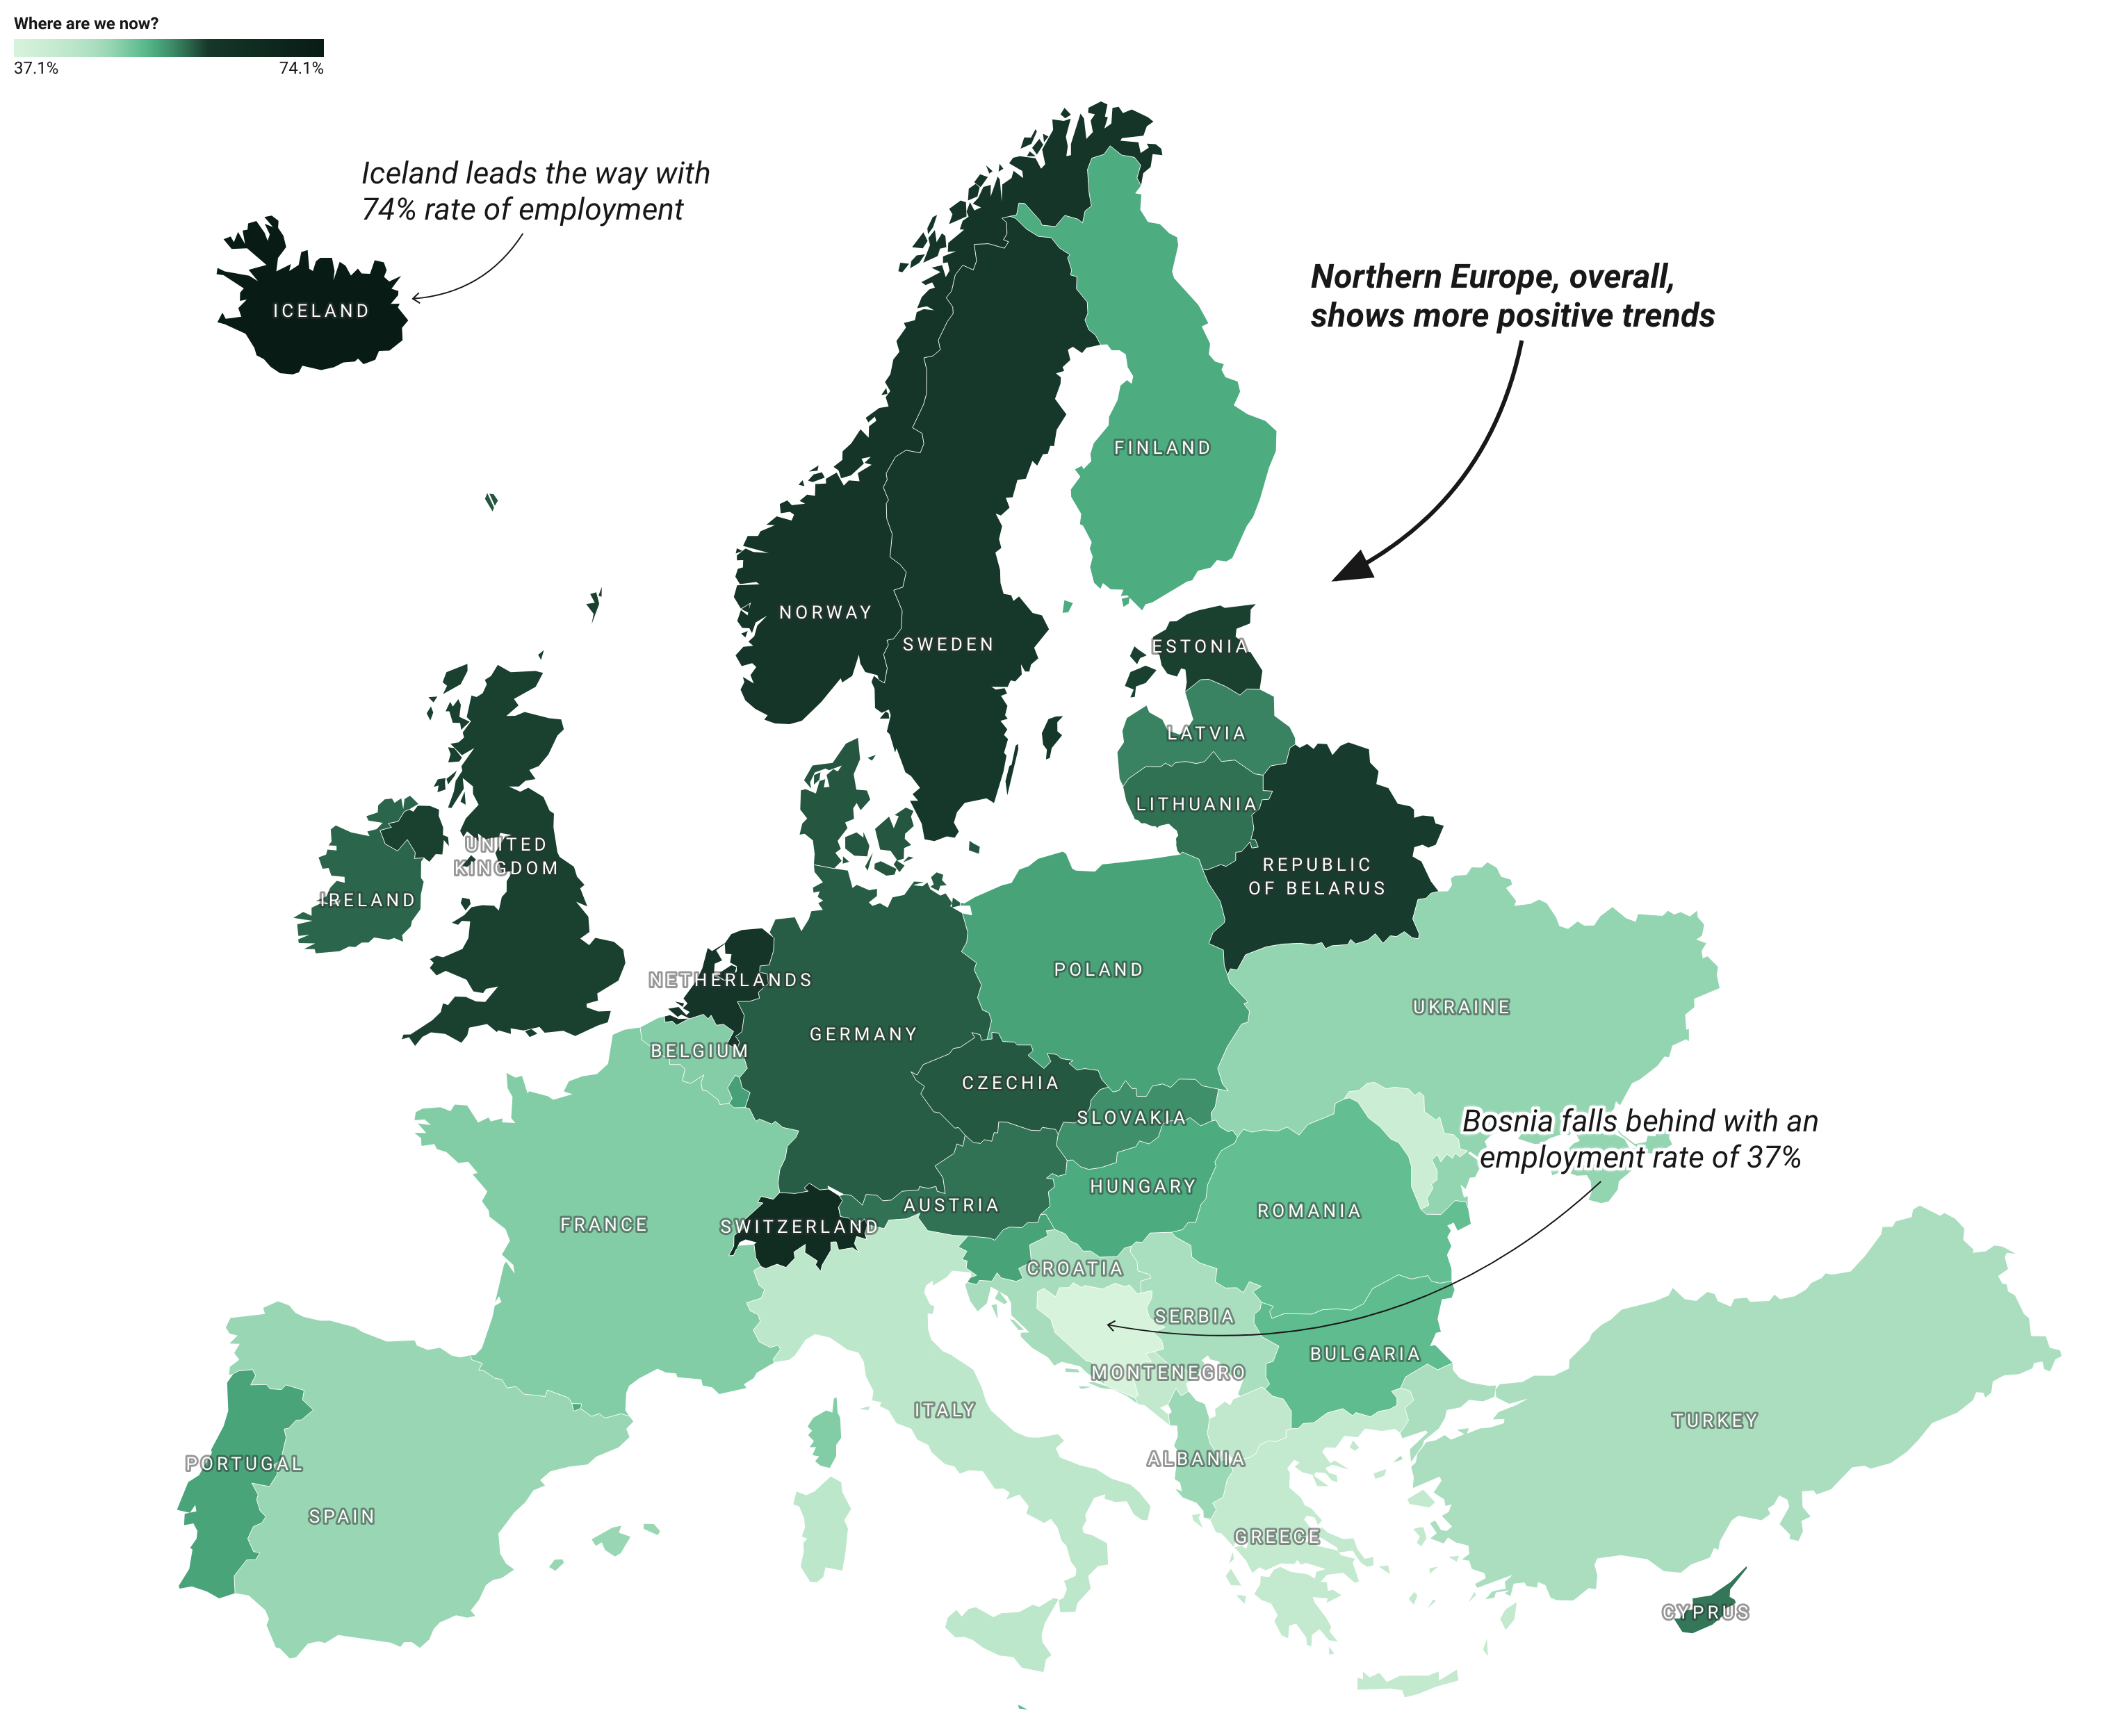 Where are we now?
37.1%
74.1%
Iceland leads the way with
74% rate of employment
ICELAND
Northern Europe, overall,
shows more positive trends
FINLAND
NORWAY
SWEDEN
ESTONIA
LATVIA
LITHUANIA
UNITED
KINGDOM
REPUBLIC
OF BELARUS
IRELAND
POLAND
NETHERLANDS
UKRAINE
GERMANY
BELGIUM
CZECHIA
SLOVAKIA
Bosnia falls behind with an
employment rate of 37%
HUNGARY
AUSTRIA
ROMANIA
FRANCE
SWITZERLAND
CROATIA
SERBIA
BULGARIA
MONTENEGRO
ITALY
TURKEY
ALBANIA
PORTUGAL
SPAIN
GREECE
CYPRUS